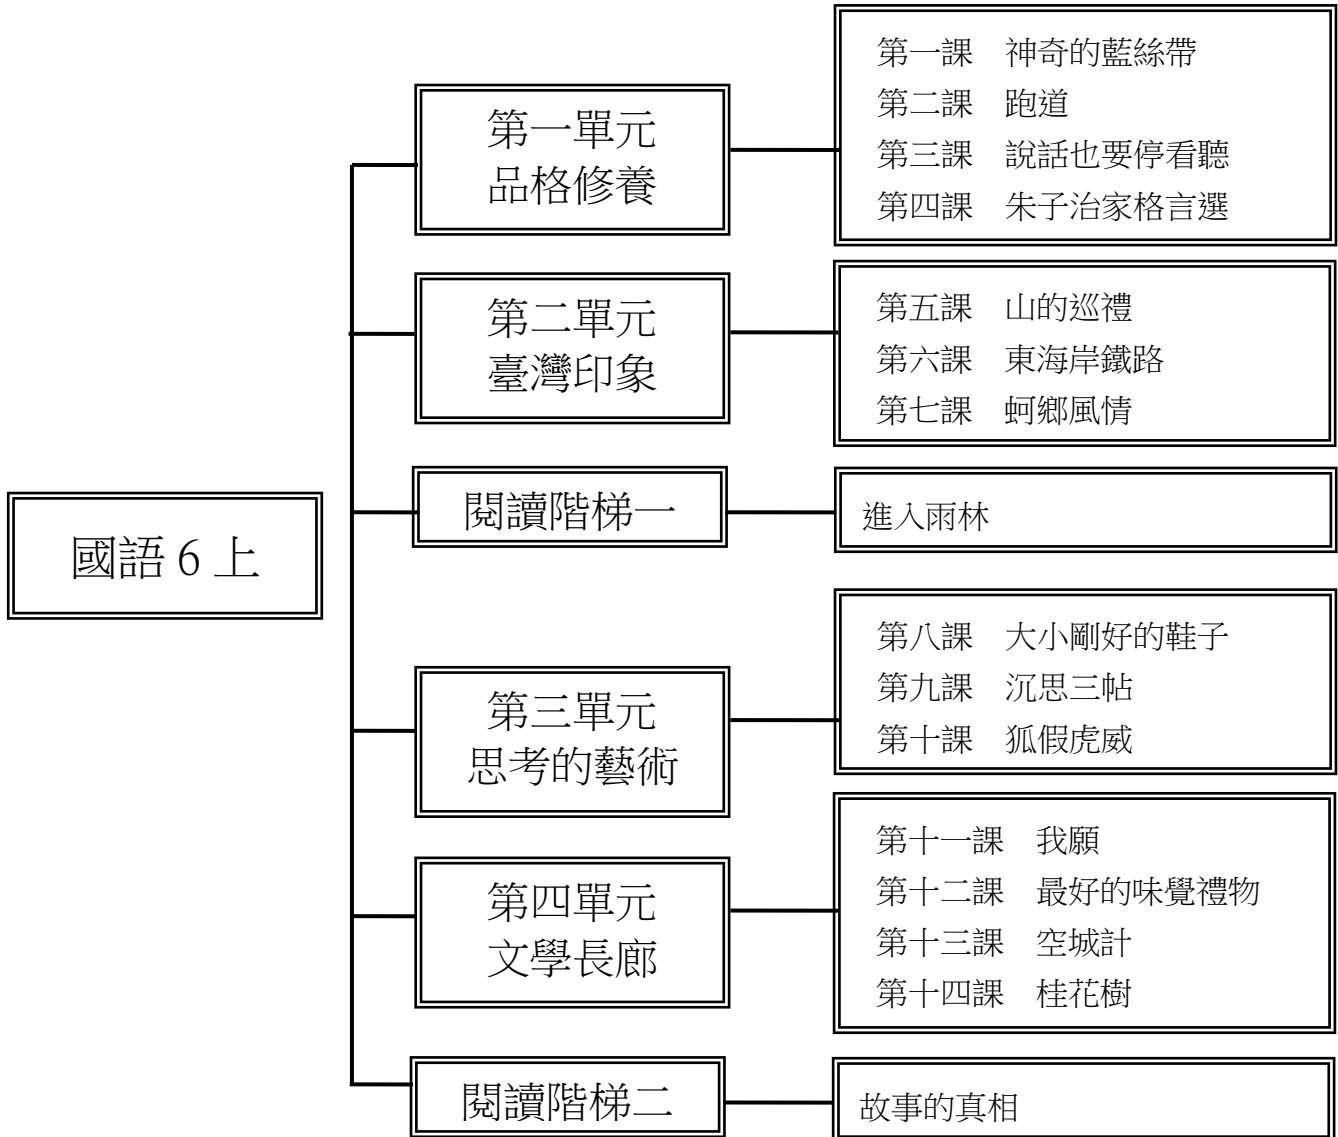 國語 6 上
第一單元
品格修養
第一課　神奇的藍絲帶
第二課　跑道
第三課　說話也要停看聽
第四課　朱子治家格言選
第二單元
臺灣印象
第五課　山的巡禮
第六課　東海岸鐵路
第七課　蚵鄉風情
閱讀階梯一
進入雨林
第三單元
思考的藝術
第八課　大小剛好的鞋子
第九課　沉思三帖
第十課　狐假虎威
第四單元
文學長廊
第十一課　我願
第十二課　最好的味覺禮物
第十三課　空城計
第十四課　桂花樹
閱讀階梯二
故事的真相